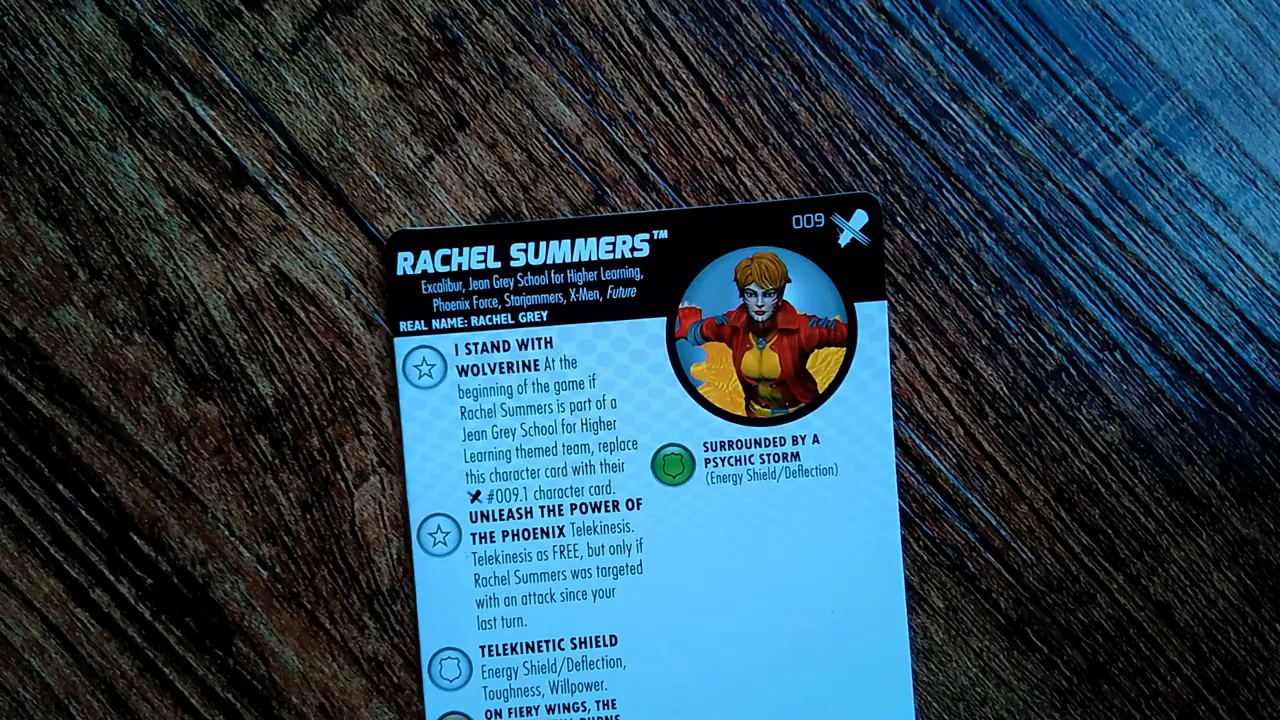 009
RACHEL SUMMERS™
Excalibur, Jean Grey School for Higher Learning,
Phoenix Force, Starjammers, X-Men, Future
REAL NAME: RACHEL GREY
I STAND WITH
WOLVERINE At the
beginning of the game if
Rachel Summers is part of a
Jean Grey School for Higher
Learning themed team, replace
this character card with their
#009.1 character card.
UNLEASH THE POWER OF
THE PHOENIX Telekinesis.
Telekinesis as FREE, but only if
Rachel Summers was targeted
with an attack since your
last turn.
TELEKINETIC SHIELD
Energy Shield/Deflection,
Toughness, Willpower.
ON FIERY WINGS, THE
SURROUNDED BY A
PSYCHIC STORM
(Energy Shield/Deflection)